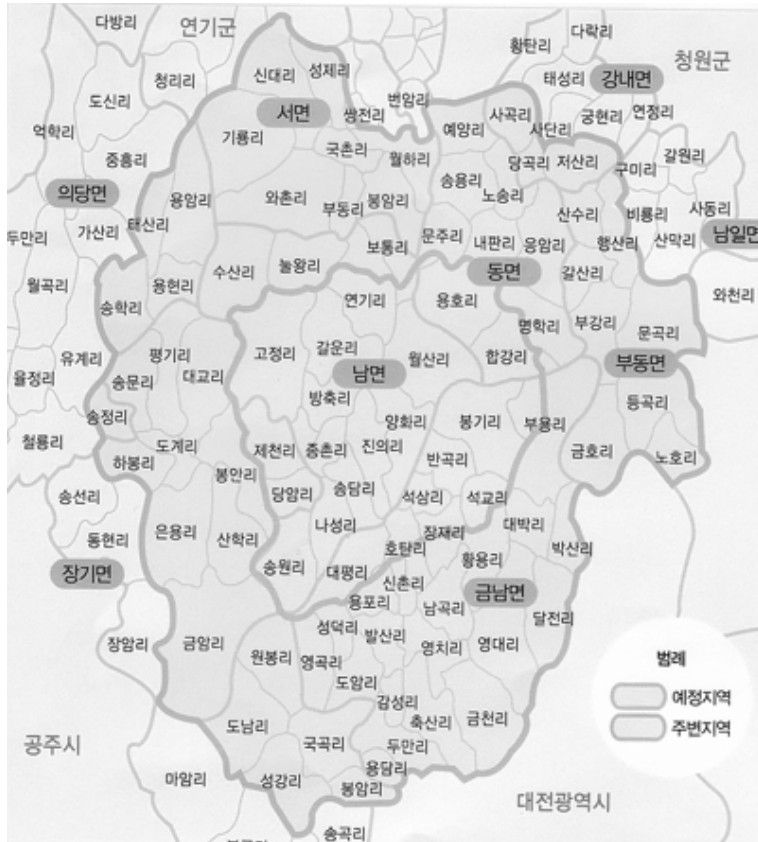 다방리
연기군
황탄리
다락리
청원군
청리리
신대리
성제리
태성리
강내면
도신리
번암리
서면
쌍전리
사곡리
궁현리
연정리
억학리
기룡리
예양리
사단리
중흥리
국촌리
월하리
당곡리
저산리
구미리
갈원리
의당면
용암리
와촌리
부동리
봉암리
송용리
노송리
산수리
비룡리
사동리
두만리
가산리
태산리
보통리
문주리
내판리
응암리
행산리
산막리
남일면
월곡리
용현리
수산리
눌왕리
동면
갈산리
와천리
송학리
연기리
용호리
명학리
부강리
문곡리
유계리
평기리
고정리
갈운리
월산리
합강리
율정리
송문리
대교리
남면
부동면
방축리
등곡리
송정리
양화리
봉기리
부용리
철룡리
하봉리
도계리
제천리
종촌리
진의리
반곡리
금호리
노호리
봉안리
송선리
당암리
송담리
석삼리
석교리
동현리
은용리
산학리
나성리
장재리
대박리
호탄리
박산리
장기면
송원리
대평리
황용리
신촌리
금남면
용포리
남곡리
달전리
장암리
금암리
성덕리
발산리
원봉리
영곡리
영치리
영대리
범례
도암리
감성리
예정지역
도남리
축산리
금천리
주변지역
공주시
국곡리
두만리
마암리
성강리
용담리
봉암리
대전광역시
송곡리